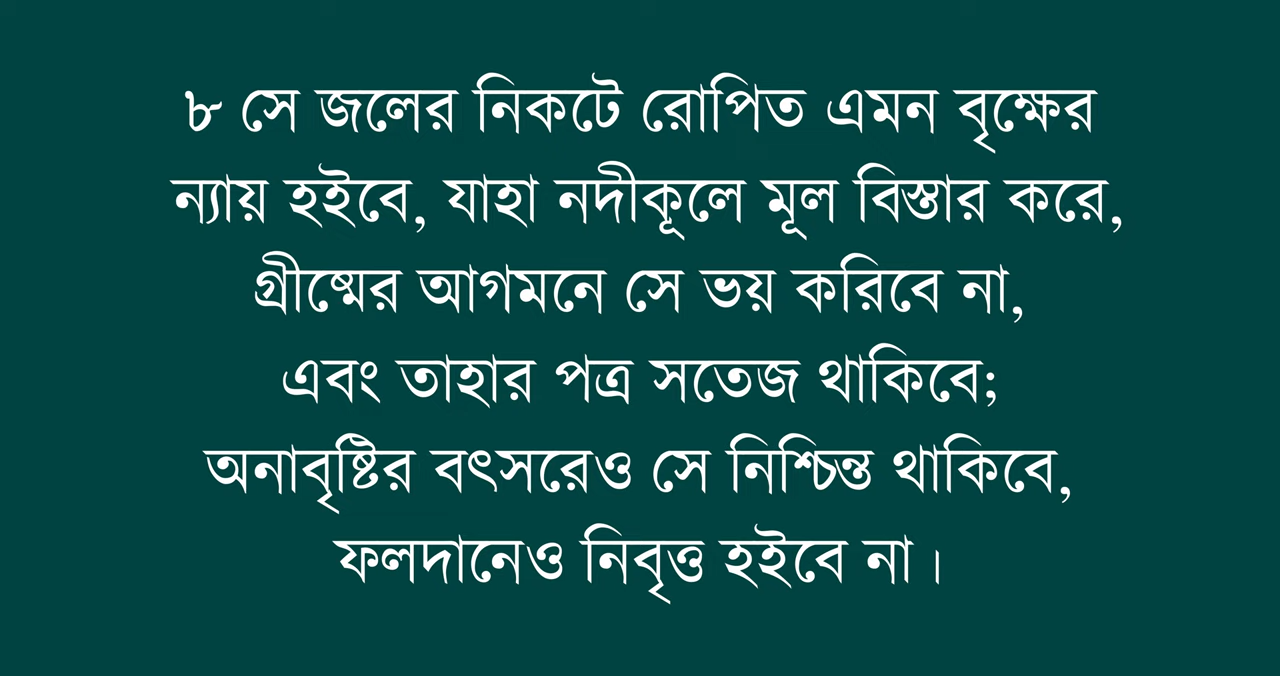 ৮ সে জলের নিকটে রোপিত এমন বৃক্ষের
ন্যায় হইবে, যাহা নদীকূলে মূল বিস্তার করে,
গ্রীষ্মের আগমনে সে ভয় করিবে না,
এবং তাহার পত্র সতেজ থাকিবে;
অনাবৃষ্টির বৎসরেও সে নিশ্চিন্ত থাকিবে,
ফলদানেও নিবৃত্ত হইবে না।